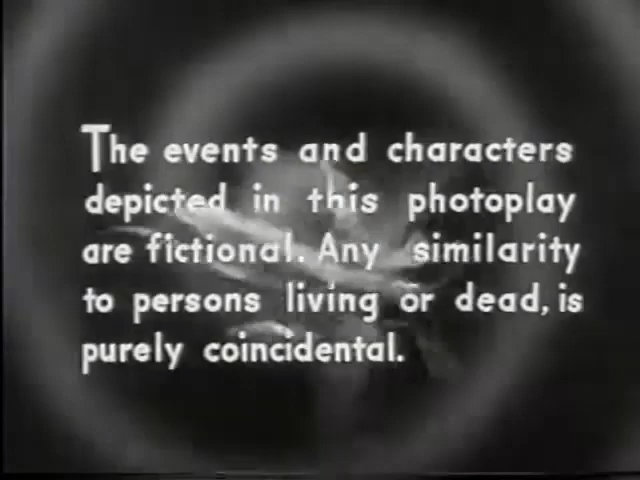 The events and characters
depicted in this photoplay
are fictional. Any similarity
to persons living or dead, is
purely coincidental.